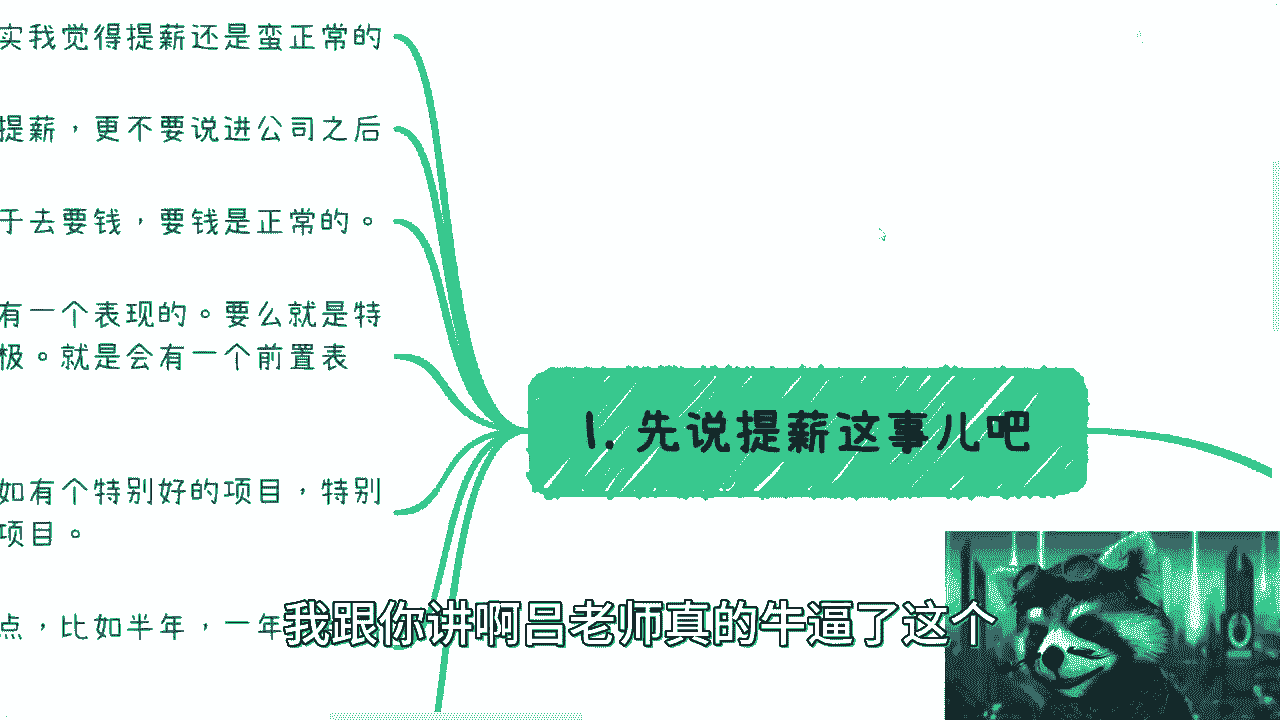 实我觉得提薪还是蛮正常的
提薪，更不要说进公司之后
于去要钱，要钱是正常的。
有一个表现的。要么就是特
极。就是会有一个前置表
1. 先说提薪这事儿吧
如有个特别好的项目，特别
项目。
点，比如半年，一年
我跟你讲啊吕老师真的牛逼了这个